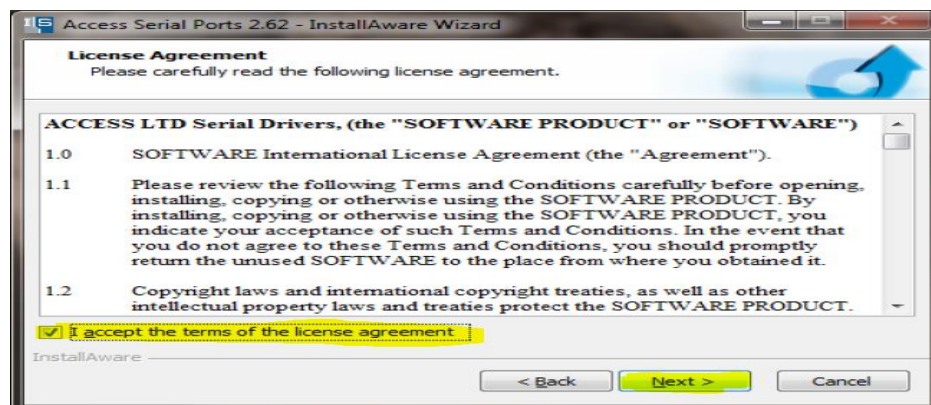 Access Serial Ports 2.62 - InstallAware Wizard
License Agreement
Please carefully read the following license agreement.
ACCESS LTD Serial Drivers, (the "SOFTWARE PRODUCT" or "SOFTWARE")
1.0 SOFTWARE International License Agreement (the "Agreement").
1.1 Please review the following Terms and Conditions carefully before opening,
installing, copying or otherwise using the SOFTWARE PRODUCT. By
installing, copying or otherwise using the SOFTWARE PRODUCT, you
indicate your acceptance of such Terms and Conditions. In the event that
you do not agree to these Terms and Conditions, you should promptly
return the unused SOFTWARE to the place from where you obtained it.
1.2 Copyright laws and international copyright treaties, as well as other
intellectual property laws and treaties protect the SOFTWARE PRODUCT.
I accept the terms of the license agreement
InstallAware
< Back Next > Cancel